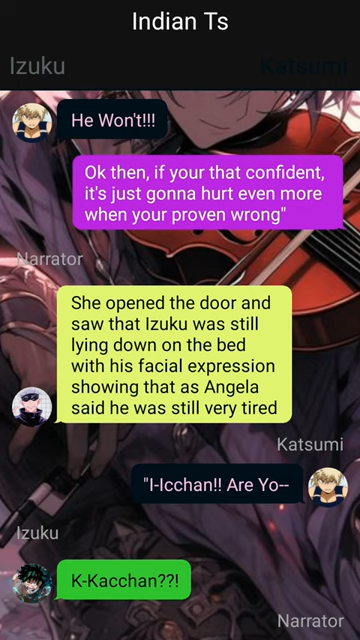 Indian Ts
Izuku
Katsumi
He Won't!!!
Ok then, if your that confident,
it's just gonna hurt even more
when your proven wrong"
Narrator
She opened the door and
saw that Izuku was still
lying down on the bed
with his facial expression
showing that as Angela
said he was still very tired
Katsumi
"I-Icchan!! Are Yo--
Izuku
K-Kacchan??!
Narrator